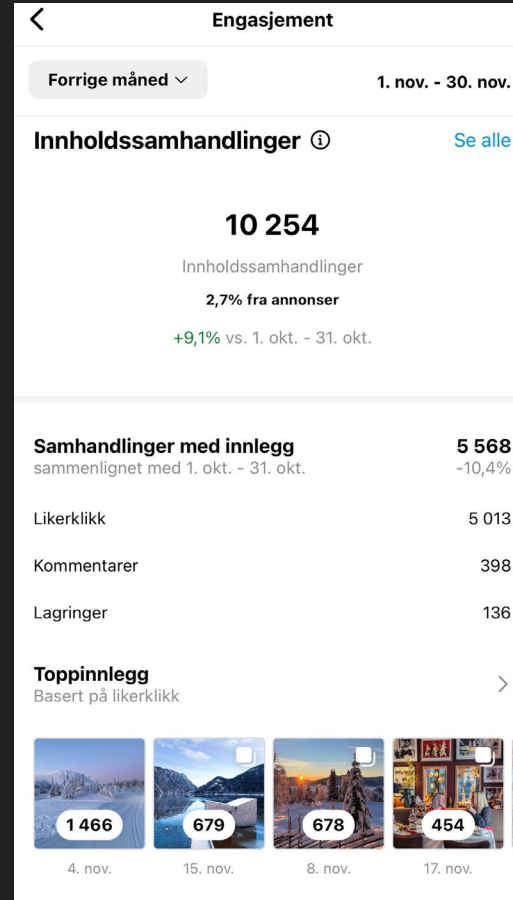 Engasjement
Forrige måned
1. nov. - 30. nov.
Innholdssamhandlinger
Se alle
10 254
Innholdssamhandlinger
2,7% fra annonser
+9,1% vs. 1. okt. - 31. okt.
Samhandlinger med innlegg 5 568
sammenlignet med 1. okt. - 31. okt. -10,4%
Likerklikk 5 013
Kommentarer 398
Lagringer 136
Toppinnlegg
Basert på likerklikk
1 466 679 678 454
4. nov. 15. nov. 8. nov. 17. nov.